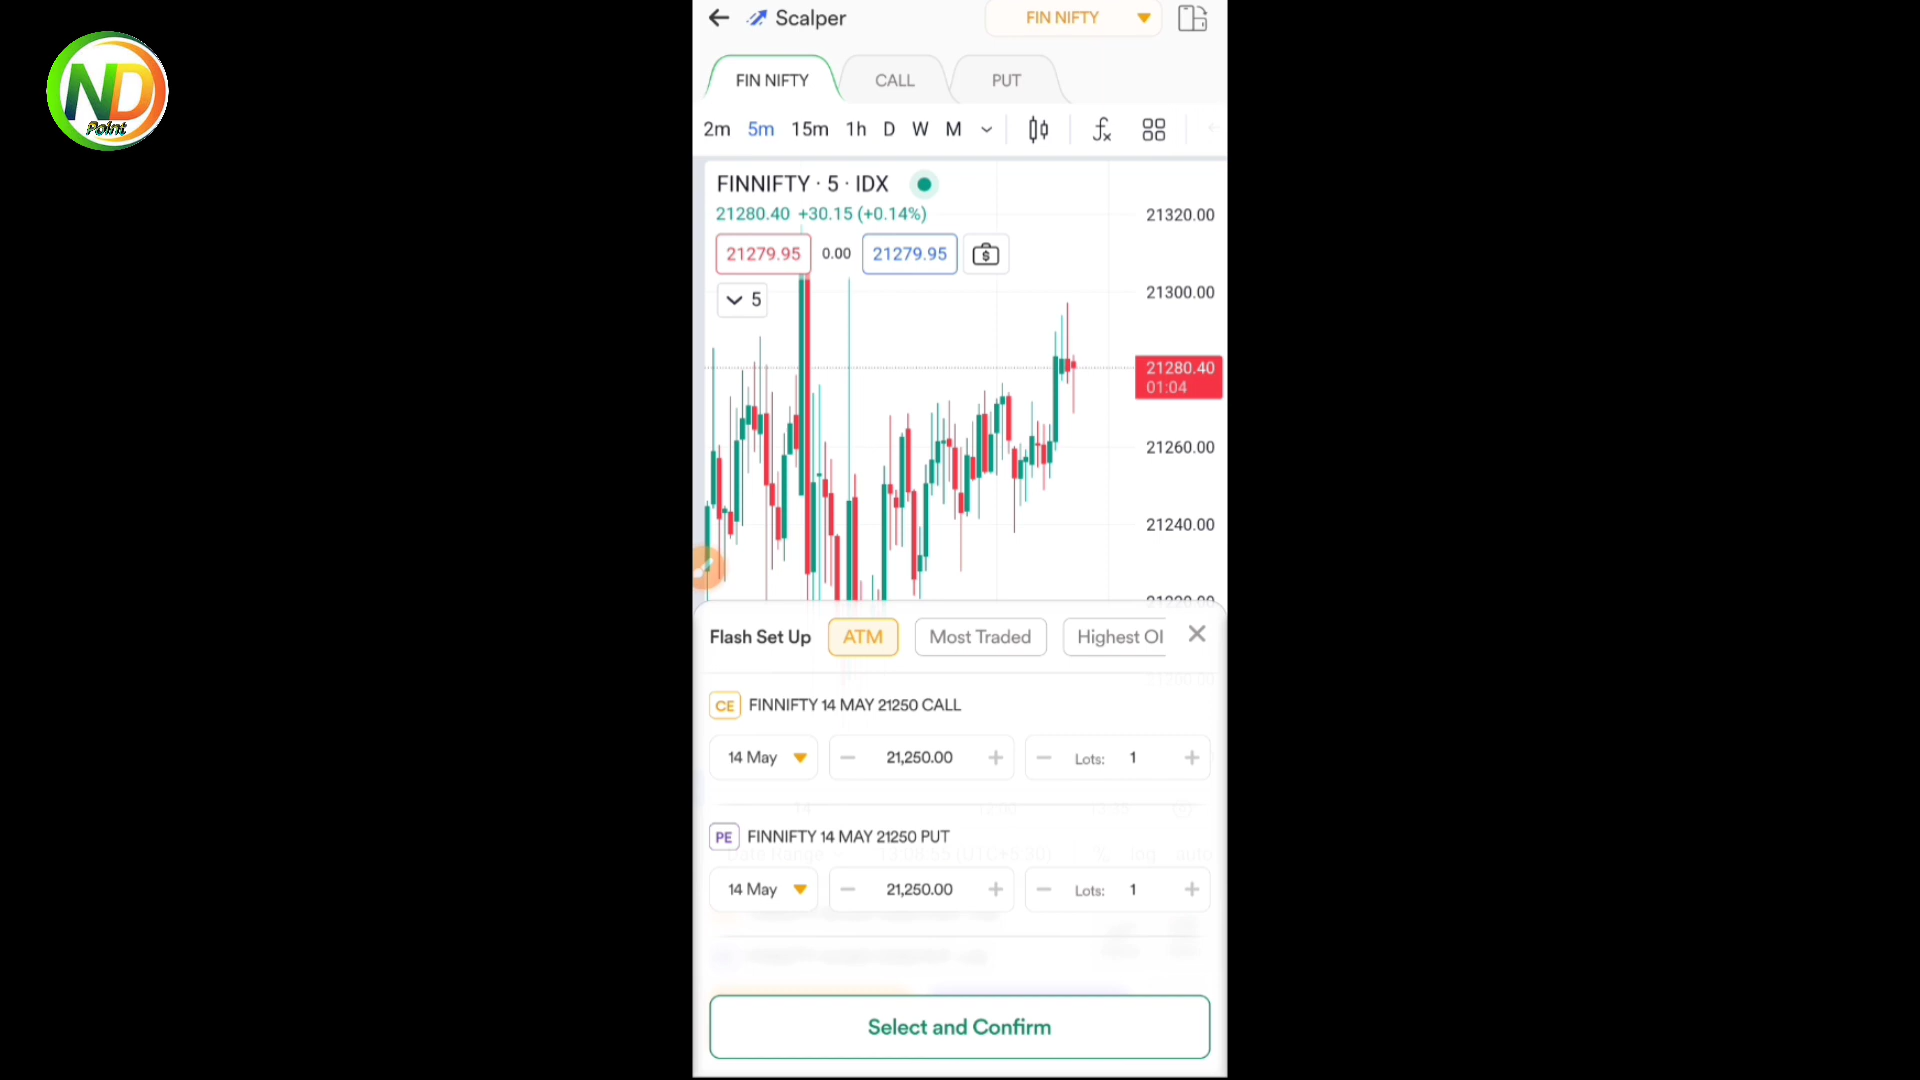 ND
Point
Scalper
FIN NIFTY
FIN NIFTY
CALL
PUT
2m 5m 15m 1h D W M
FINNIFTY · 5 · IDX
21280.40 +30.15 (+0.14%)
21279.95 0.00 21279.95
5
21320.00
21300.00
21280.40
01:04
21260.00
21240.00
21220.00
Flash Set Up ATM Most Traded Highest OI
CE FINNIFTY 14 MAY 21250 CALL
14 May 21,250.00 Lots: 1
PE FINNIFTY 14 MAY 21250 PUT
14 May 21,250.00 Lots: 1
Select and Confirm